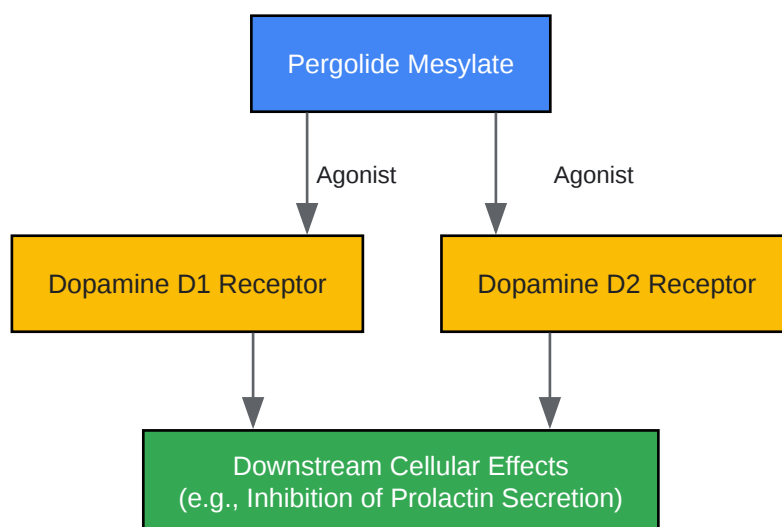 Pergolide Mesylate
Agonist
Agonist
Dopamine D1 Receptor
Dopamine D2 Receptor
Downstream Cellular Effects
(e.g., Inhibition of Prolactin Secretion)